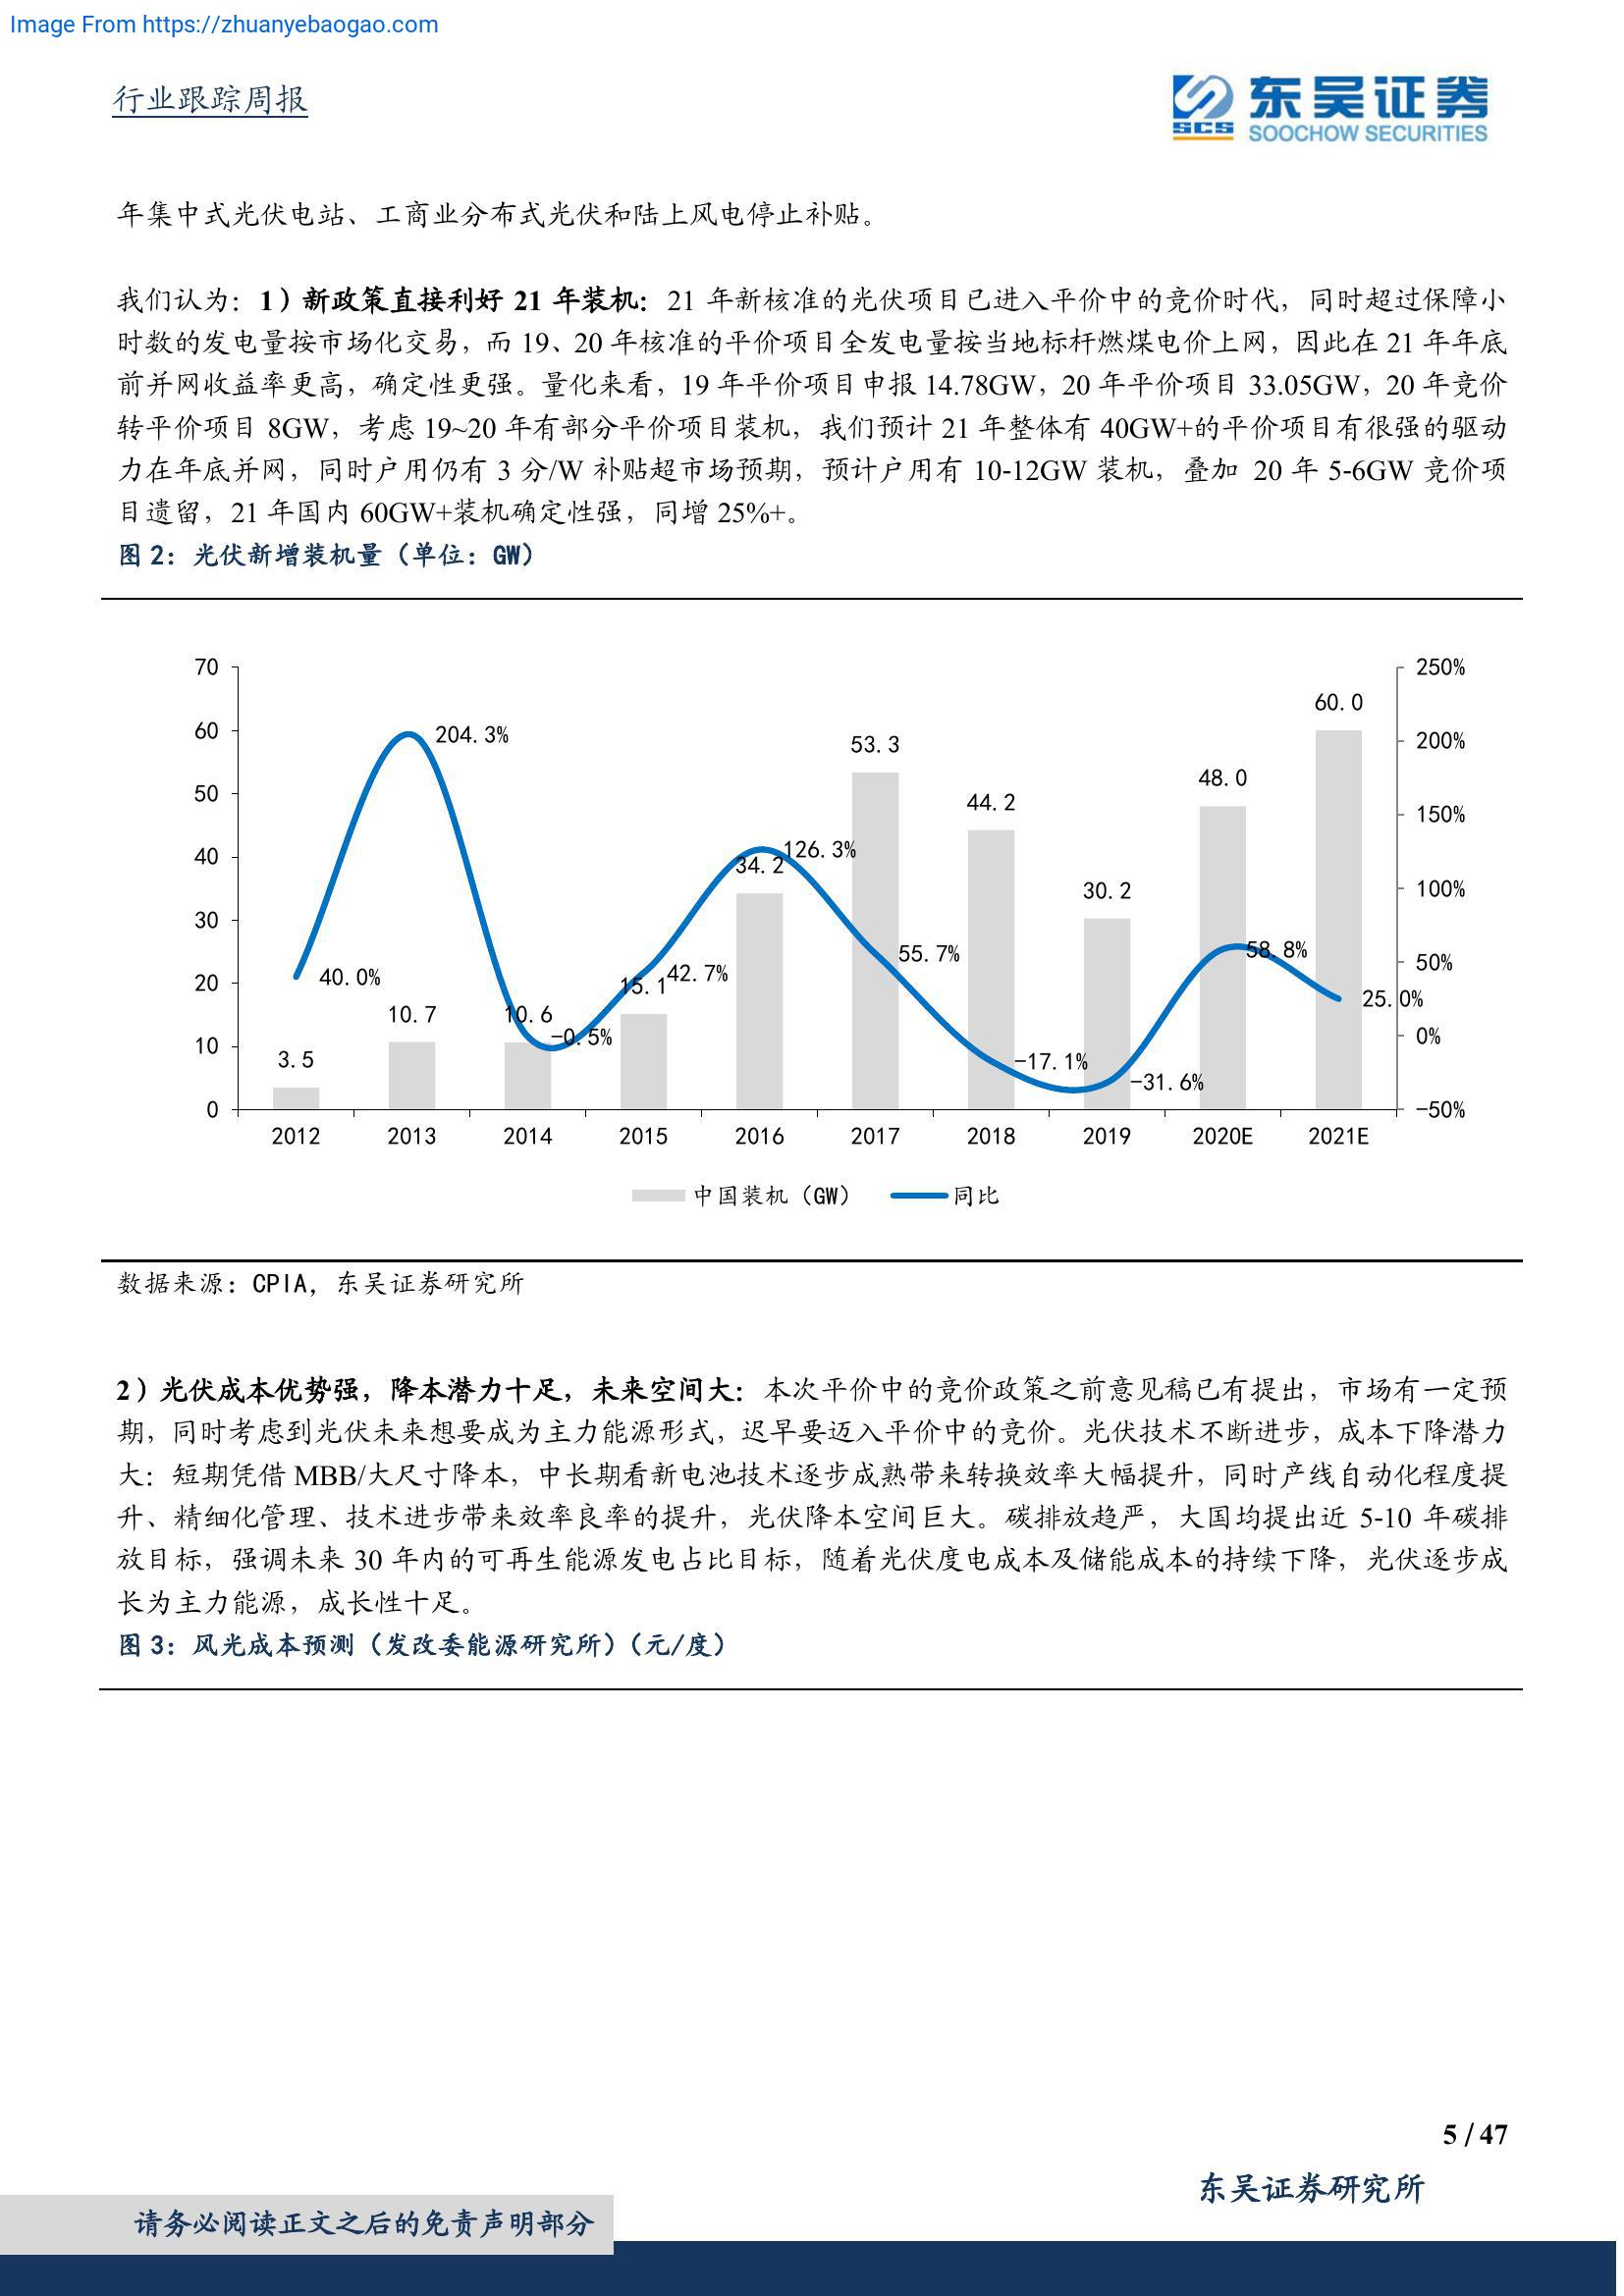 Image From https://zhuanyebaogao.com
行业跟踪周报
SCS
东吴证券
SOOCHOW SECURITIES
年集中式光伏电站、工商业分布式光伏和陆上风电停止补贴。
我们认为：1）新政策直接利好 21 年装机：21 年新核准的光伏项目已进入平价中的竞价时代，同时超过保障小
时数的发电量按市场化交易，而 19、20 年核准的平价项目全发电量按当地标杆燃煤电价上网，因此在 21 年年底
前并网收益率更高，确定性更强。量化来看，19 年平价项目申报 14.78GW，20 年平价项目 33.05GW，20 年竞价
转平价项目 8GW，考虑 19~20 年有部分平价项目装机，我们预计 21 年整体有 40GW+的平价项目有很强的驱动
力在年底并网，同时户用仍有 3 分/W 补贴超市场预期，预计户用有 10-12GW 装机，叠加 20 年 5-6GW 竞价项
目遗留，21 年国内 60GW+装机确定性强，同增 25%+。
图 2：光伏新增装机量（单位：GW）
70
60
50
40
30
20
10
0
250%
200%
150%
100%
50%
0%
-50%
3.5
10.7
10.6
15.1
34.2
53.3
44.2
30.2
48.0
60.0
40.0%
204.3%
-0.5%
42.7%
126.3%
55.7%
-17.1%
-31.6%
58.8%
25.0%
2012 2013 2014 2015 2016 2017 2018 2019 2020E 2021E
中国装机（GW） 同比
数据来源：CPIA，东吴证券研究所
2）光伏成本优势强，降本潜力十足，未来空间大：本次平价中的竞价政策之前意见稿已有提出，市场有一定预
期，同时考虑到光伏未来想要成为主力能源形式，迟早要迈入平价中的竞价。光伏技术不断进步，成本下降潜力
大：短期凭借 MBB/大尺寸降本，中长期看新电池技术逐步成熟带来转换效率大幅提升，同时产线自动化程度提
升、精细化管理、技术进步带来效率良率的提升，光伏降本空间巨大。碳排放趋严，大国均提出近 5-10 年碳排
放目标，强调未来 30 年内的可再生能源发电占比目标，随着光伏度电成本及储能成本的持续下降，光伏逐步成
长为主力能源，成长性十足。
图 3：风光成本预测（发改委能源研究所）（元/度）
5 / 47
东吴证券研究所
请务必阅读正文之后的免责声明部分